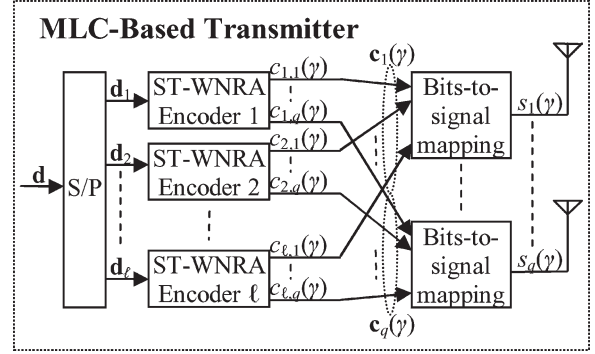 MLC-Based Transmitter
d
S/P
d₁
d₂
dℓ
ST-WNRA
Encoder 1
ST-WNRA
Encoder 2
ST-WNRA
Encoder ℓ
c₁,₁(γ)
c₁,q(γ)
c₂,₁(γ)
c₂,q(γ)
cℓ,₁(γ)
cℓ,q(γ)
c₁(γ)
cq(γ)
Bits-to-
signal
mapping
s₁(γ)
Bits-to-
signal
mapping
sq(γ)